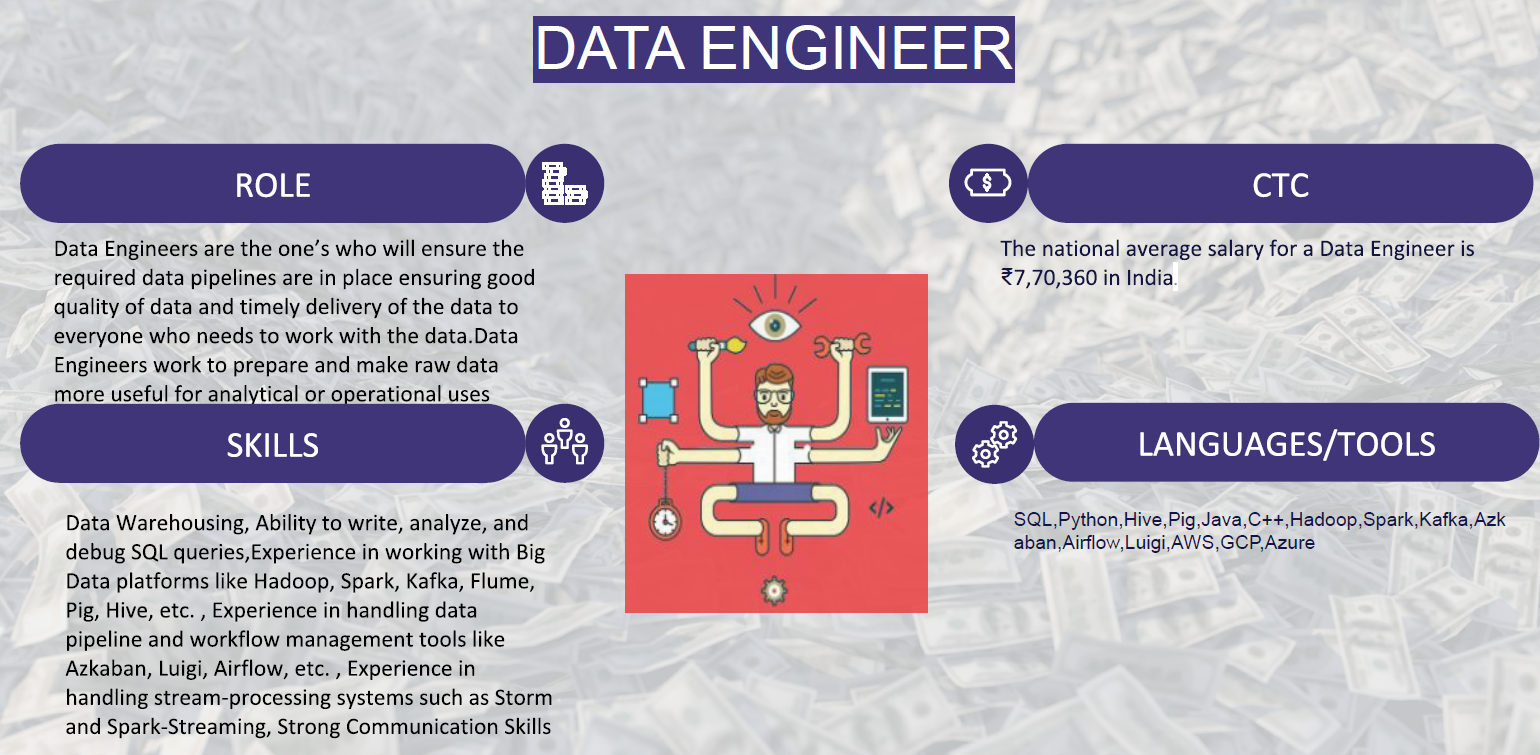 DATA ENGINEER
ROLE
Data Engineers are the one’s who will ensure the
required data pipelines are in place ensuring good
quality of data and timely delivery of the data to
everyone who needs to work with the data.Data
Engineers work to prepare and make raw data
more useful for analytical or operational uses
SKILLS
Data Warehousing, Ability to write, analyze, and
debug SQL queries,Experience in working with Big
Data platforms like Hadoop, Spark, Kafka, Flume,
Pig, Hive, etc. , Experience in handling data
pipeline and workflow management tools like
Azkaban, Luigi, Airflow, etc. , Experience in
handling stream-processing systems such as Storm
and Spark-Streaming, Strong Communication Skills
</>
$
CTC
The national average salary for a Data Engineer is
₹7,70,360 in India.
LANGUAGES/TOOLS
SQL,Python,Hive,Pig,Java,C++,Hadoop,Spark,Kafka,Azk
aban,Airflow,Luigi,AWS,GCP,Azure